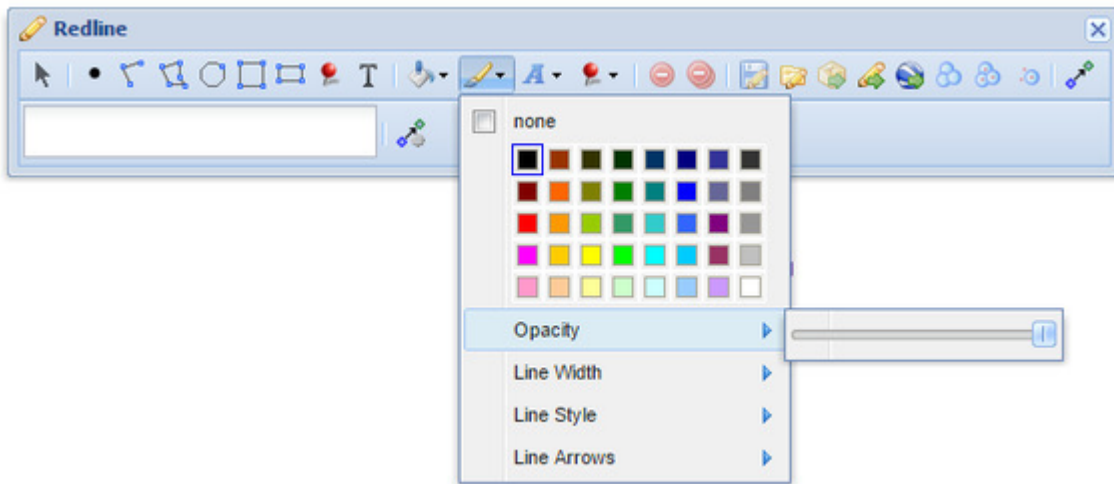 Redline
T A
none
Opacity
Line Width
Line Style
Line Arrows